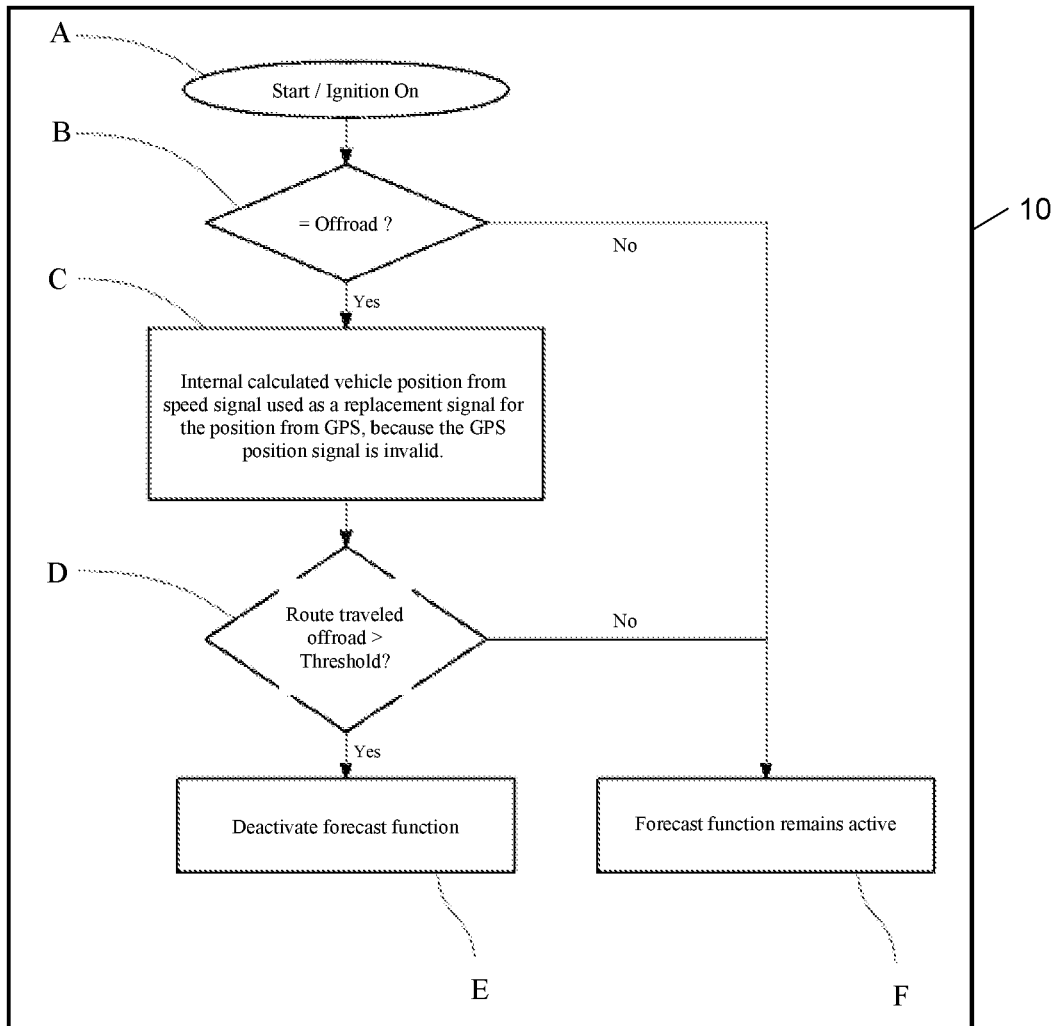 A
Start / Ignition On
B
= Offroad ?
10
No
C
Yes
Internal calculated vehicle position from
speed signal used as a replacement signal for
the position from GPS, because the GPS
position signal is invalid.
D
Route traveled
offroad >
Threshold?
No
Yes
Deactivate forecast function
Forecast function remains active
E
F